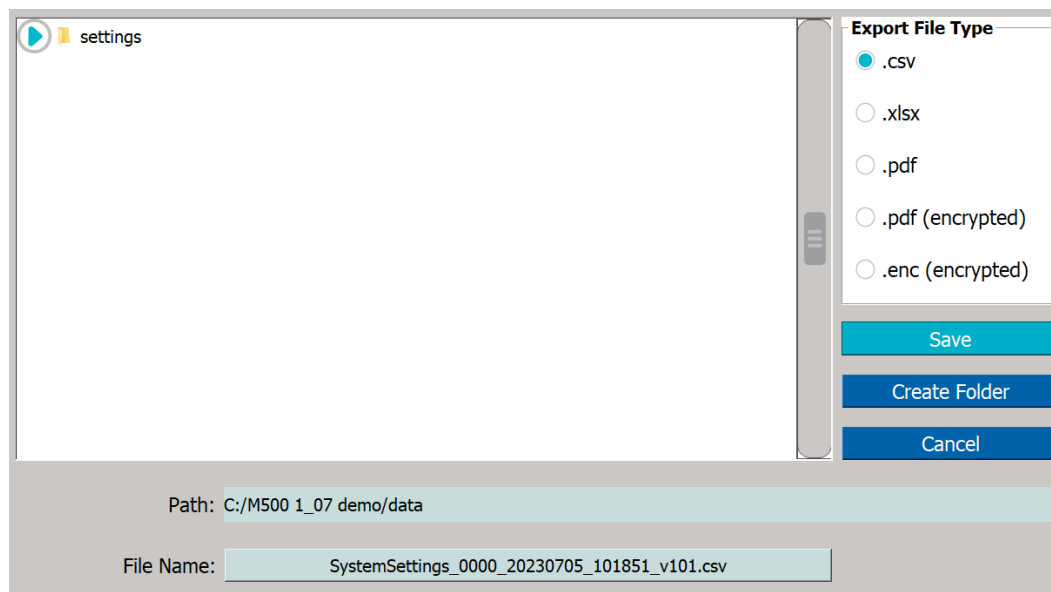 settings
Export File Type
.csv
.xlsx
.pdf
.pdf (encrypted)
.enc (encrypted)
Save
Create Folder
Cancel
Path: C:/M500 1_07 demo/data
File Name: SystemSettings_0000_20230705_101851_v101.csv